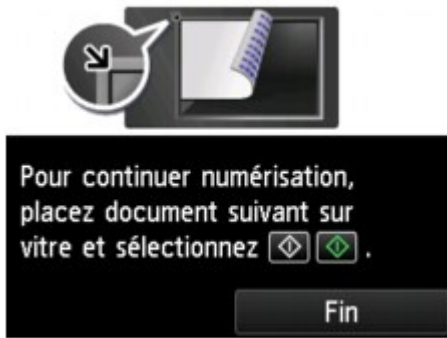 Pour continuer numérisation,
placez document suivant sur
vitre et sélectionnez .
Fin